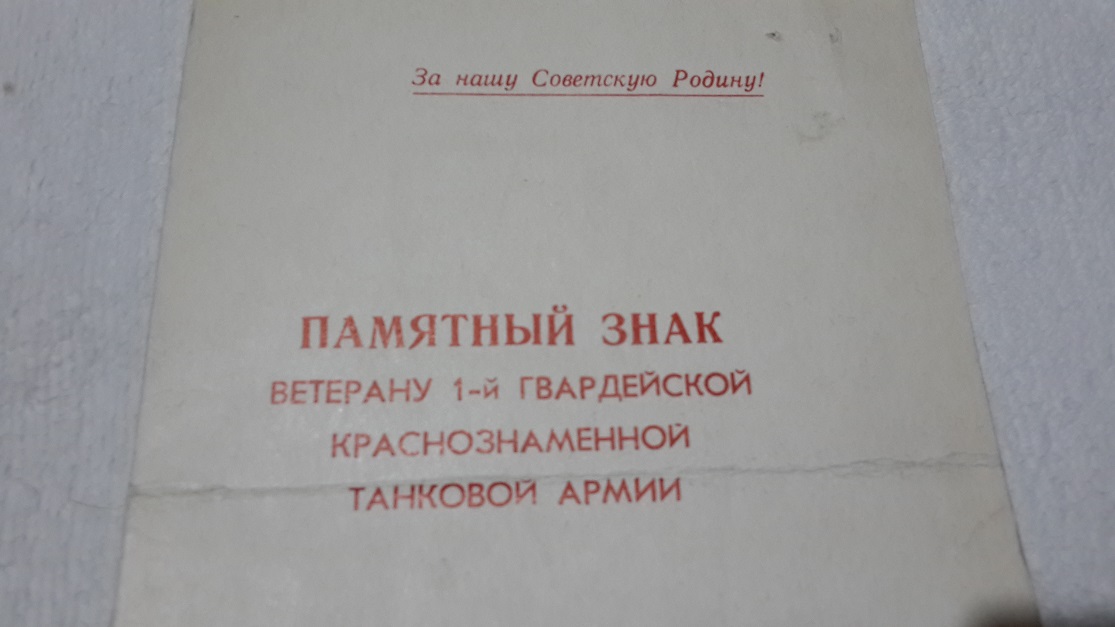 За нашу Советскую Родину!
ПАМЯТНЫЙ ЗНАК
ВЕТЕРАНУ 1-й ГВАРДЕЙСКОЙ
КРАСНОЗНАМЕННОЙ
ТАНКОВОЙ АРМИИ